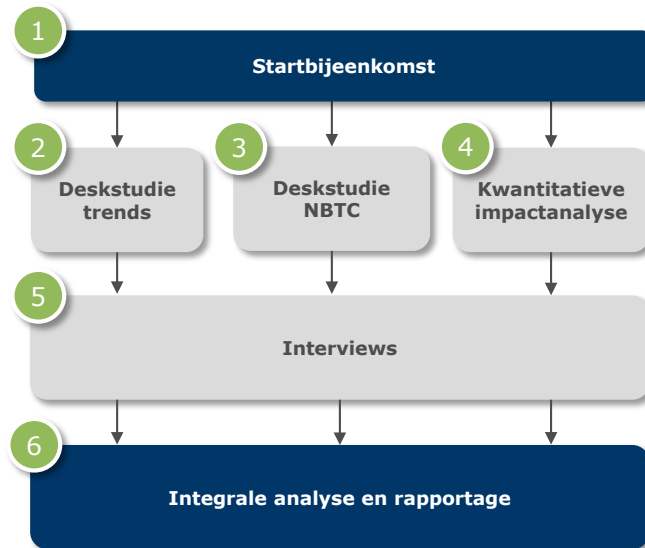 1
Startbijeenkomst
2
Deskstudie
trends
3
Deskstudie
NBTC
4
Kwantitatieve
impactanalyse
5
Interviews
6
Integrale analyse en rapportage